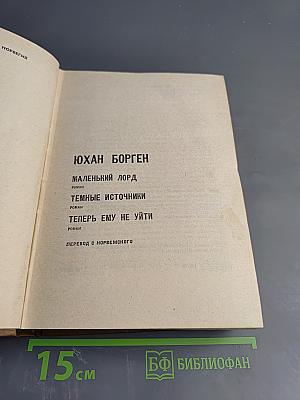 НОРВЕГИЯ
ЮХАН БОРГЕН
МАЛЕНЬКИЙ ЛОРД
РОМАН
ТЕМНЫЕ ИСТОЧНИКИ
РОМАН
ТЕПЕРЬ ЕМУ НЕ УЙТИ
РОМАН
ПЕРЕВОД С НОРВЕЖСКОГО
15 см
БФ БИБЛИОФАН